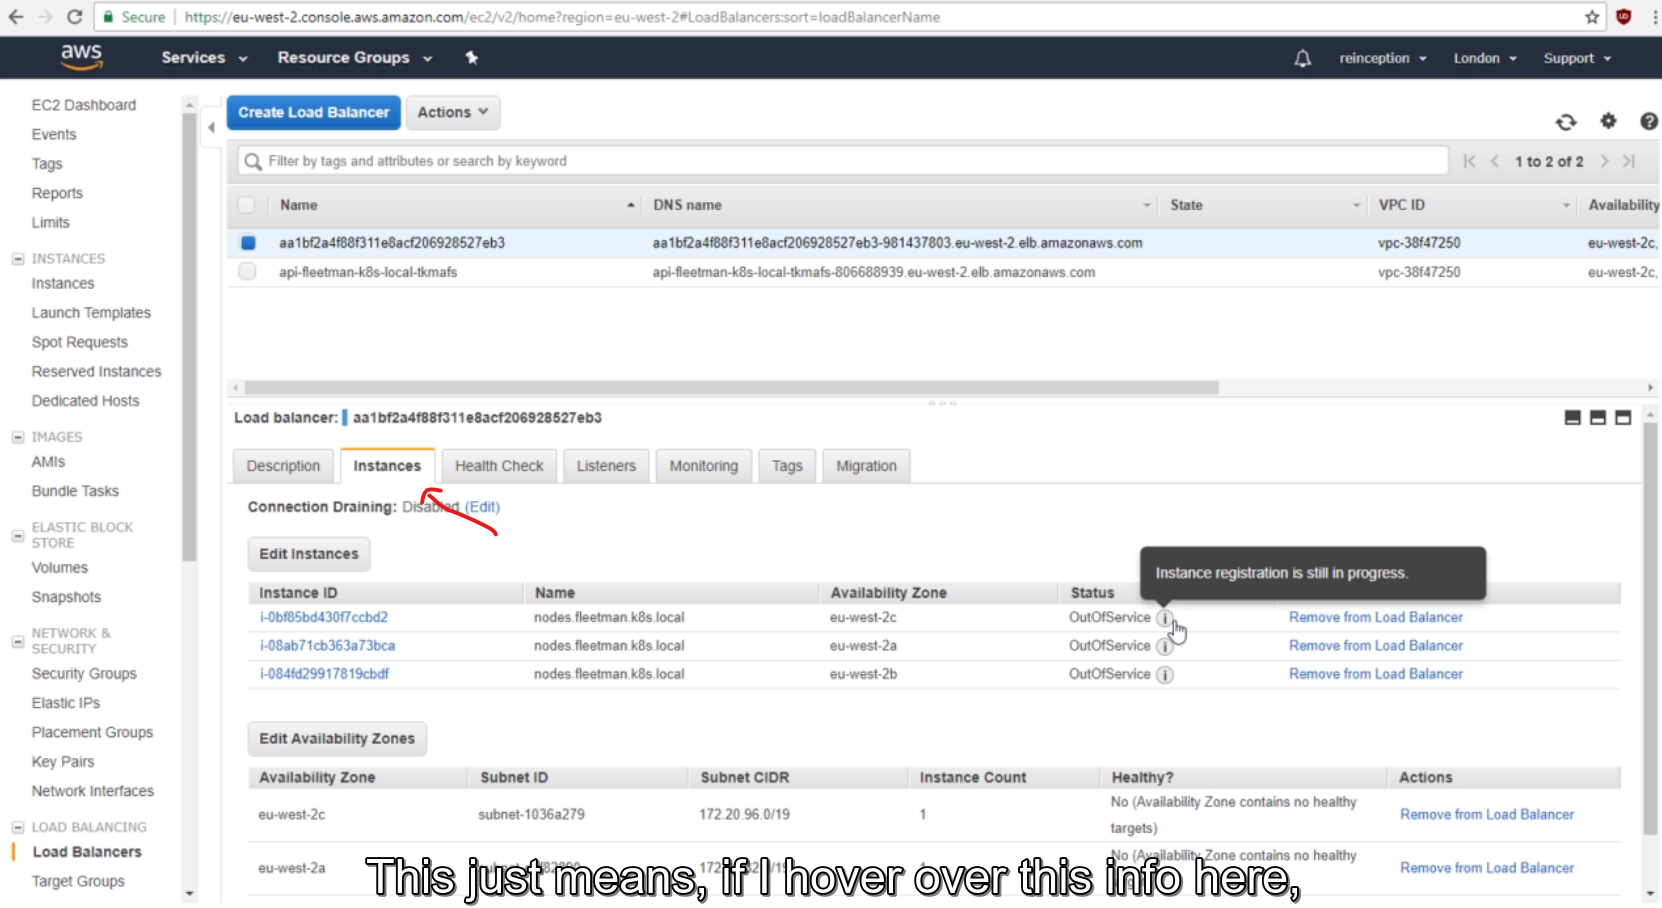 Secure https://eu-west-2.console.aws.amazon.com/ec2/v2/home?region=eu-west-2#LoadBalancers:sort=loadBalancerName
aws Services Resource Groups reinception London Support
EC2 Dashboard
Events
Tags
Reports
Limits
INSTANCES
Instances
Launch Templates
Spot Requests
Reserved Instances
Dedicated Hosts
IMAGES
AMIs
Bundle Tasks
ELASTIC BLOCK
STORE
Volumes
Snapshots
NETWORK &
SECURITY
Security Groups
Elastic IPs
Placement Groups
Key Pairs
Network Interfaces
LOAD BALANCING
Load Balancers
Target Groups
Create Load Balancer Actions
Filter by tags and attributes or search by keyword 1 to 2 of 2
Name DNS name State VPC ID Availability
aa1bf2a4f88f311e8acf206928527eb3 aa1bf2a4f88f311e8acf206928527eb3-981437803.eu-west-2.elb.amazonaws.com vpc-38f47250 eu-west-2c,
api-fleetman-k8s-local-tkmafs api-fleetman-k8s-local-tkmafs-806688939.eu-west-2.elb.amazonaws.com vpc-38f47250 eu-west-2c,
Load balancer: aa1bf2a4f88f311e8acf206928527eb3
Description Instances Health Check Listeners Monitoring Tags Migration
Connection Draining: Disabled (Edit)
Edit Instances
Instance registration is still in progress.
Instance ID Name Availability Zone Status
i-0bf85bd430f7ccbd2 nodes.fleetman.k8s.local eu-west-2c OutOfService i Remove from Load Balancer
i-08ab71cb363a73bca nodes.fleetman.k8s.local eu-west-2a OutOfService i Remove from Load Balancer
i-084fd29917819cbdf nodes.fleetman.k8s.local eu-west-2b OutOfService i Remove from Load Balancer
Edit Availability Zones
Availability Zone Subnet ID Subnet CIDR Instance Count Healthy? Actions
eu-west-2c subnet-1036a279 172.20.96.0/19 1 No (Availability Zone contains no healthy
targets) Remove from Load Balancer
eu-west-2a No (Availability Zone contains no healthy
Remove from Load Balancer
This just means, if I hover over this info here,